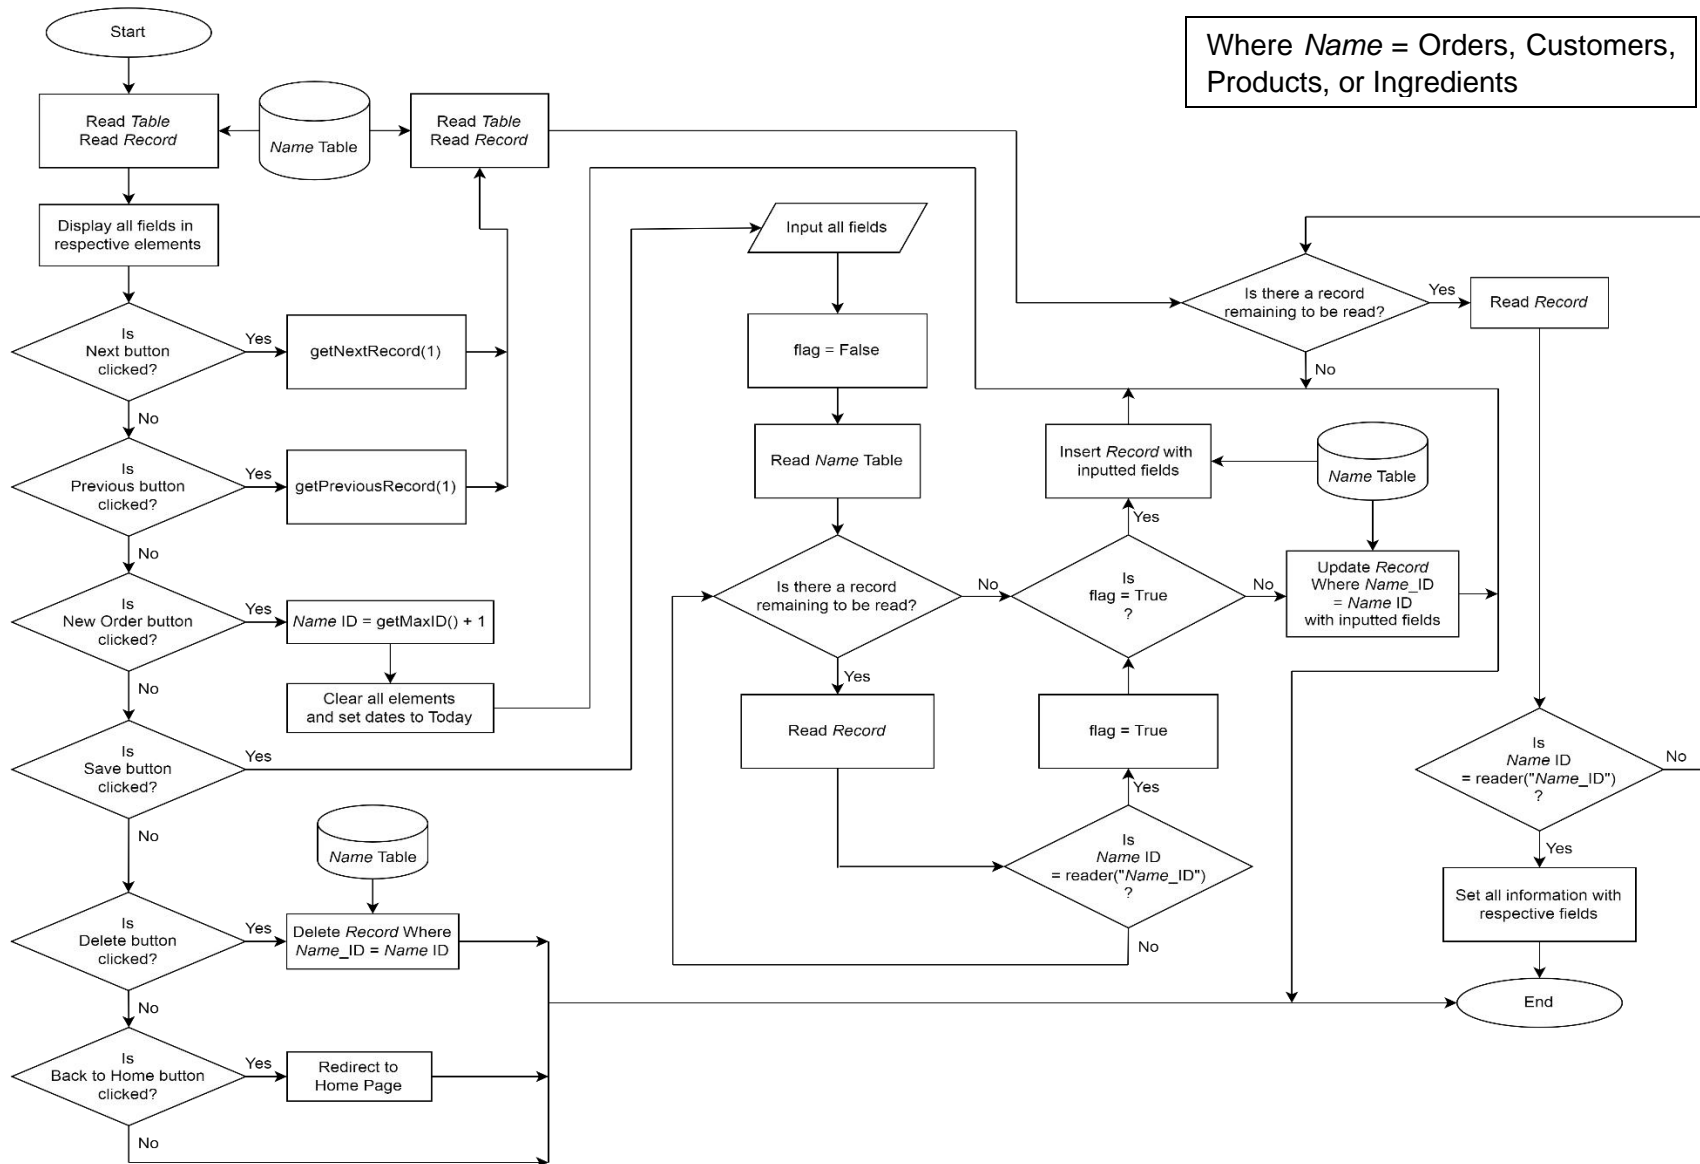 Start
Where Name = Orders, Customers,
Products, or Ingredients
Read Table
Read Record
Name Table
Read Table
Read Record
Display all fields in
respective elements
Input all fields
Is
Next button
clicked?
Yes
getNextRecord(1)
No
flag = False
Is there a record
remaining to be read?
Yes
Read Record
No
Is
Previous button
clicked?
Yes
getPreviousRecord(1)
No
Read Name Table
Insert Record with
inputted fields
Name Table
Yes
Is
New Order button
clicked?
Yes
Name ID = getMaxID() + 1
No
Clear all elements
and set dates to Today
Is there a record
remaining to be read?
No
Is
flag = True
?
No
Update Record
Where Name_ID
= Name ID
with inputted fields
Yes
Read Record
flag = True
Yes
Is
Save button
clicked?
Yes
No
Is
Name ID
= reader("Name_ID")
?
No
Is
Name ID
= reader("Name_ID")
?
No
Yes
Name Table
Is
Delete button
clicked?
Yes
Delete Record Where
Name_ID = Name ID
No
Set all information with
respective fields
End
Is
Back to Home button
clicked?
Yes
Redirect to
Home Page
No